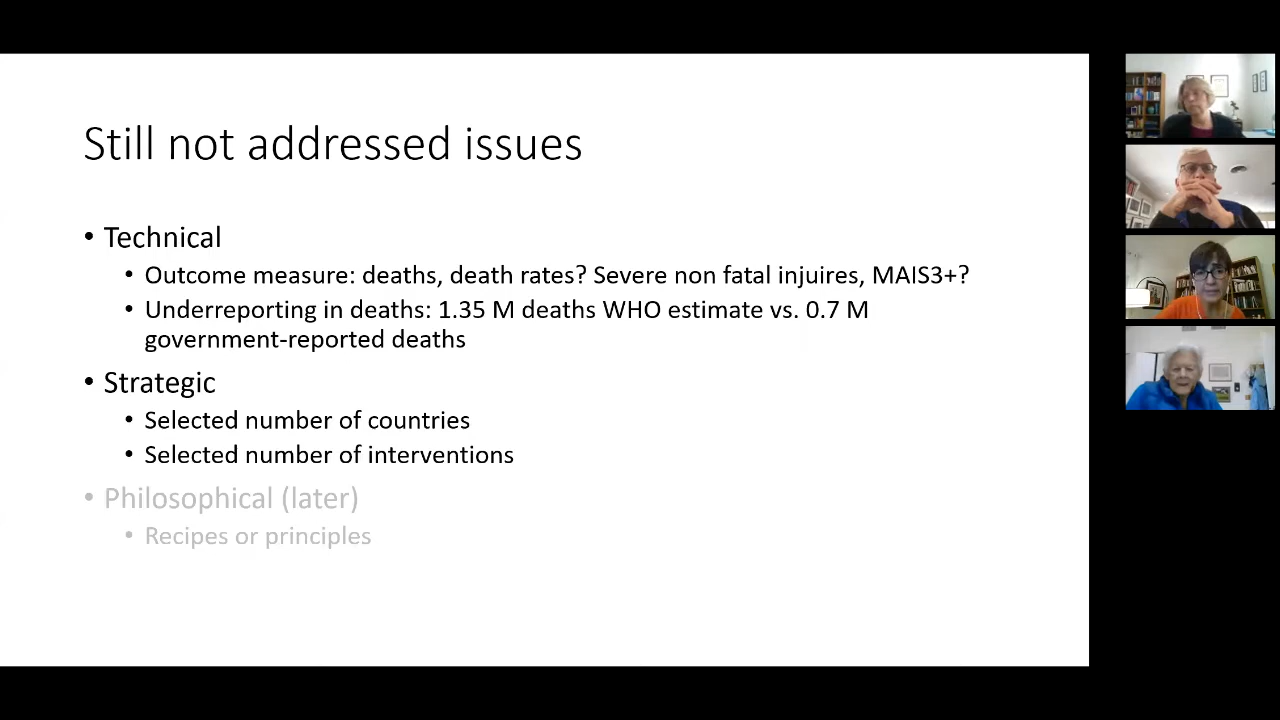 Still not addressed issues
• Technical
• Outcome measure: deaths, death rates? Severe non fatal injuires, MAIS3+?
• Underreporting in deaths: 1.35 M deaths WHO estimate vs. 0.7 M
government-reported deaths
• Strategic
• Selected number of countries
• Selected number of interventions
• Philosophical (later)
• Recipes or principles